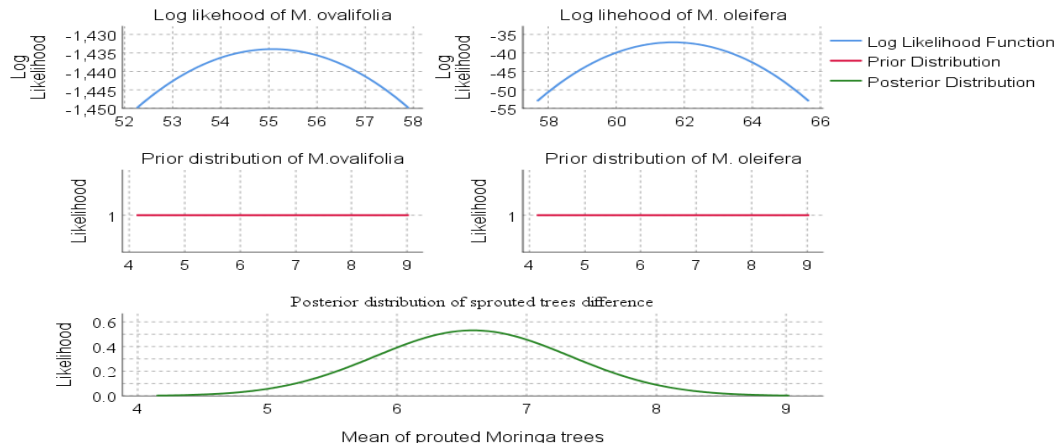 Log likehood of M. ovalifolia
Log lihehood of M. oleifera
Log Likelihood
-1,430
-1,435
-1,440
-1,445
-1,450
52 53 54 55 56 57 58
Log Likelihood
-35
-40
-45
-50
-55
58 60 62 64 66
Log Likelihood Function
Prior Distribution
Posterior Distribution
Prior distribution of M.ovalifolia
Prior distribution of M. oleifera
Likelihood
1
4 5 6 7 8 9
Likelihood
1
4 5 6 7 8 9
Posterior distribution of sprouted trees difference
Likelihood
0.6
0.4
0.2
0.0
4 5 6 7 8 9
Mean of prouted Moringa trees